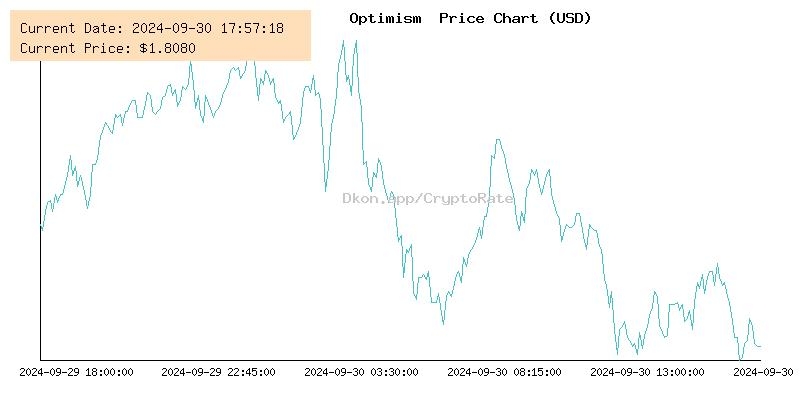 Optimism Price Chart (USD)
Current Date: 2024-09-30 17:57:18
Current Price: $1.8080
Dkon.App/CryptoRate
2024-09-29 18:00:00 2024-09-29 22:45:00 2024-09-30 03:30:00 2024-09-30 08:15:00 2024-09-30 13:00:00 2024-09-30